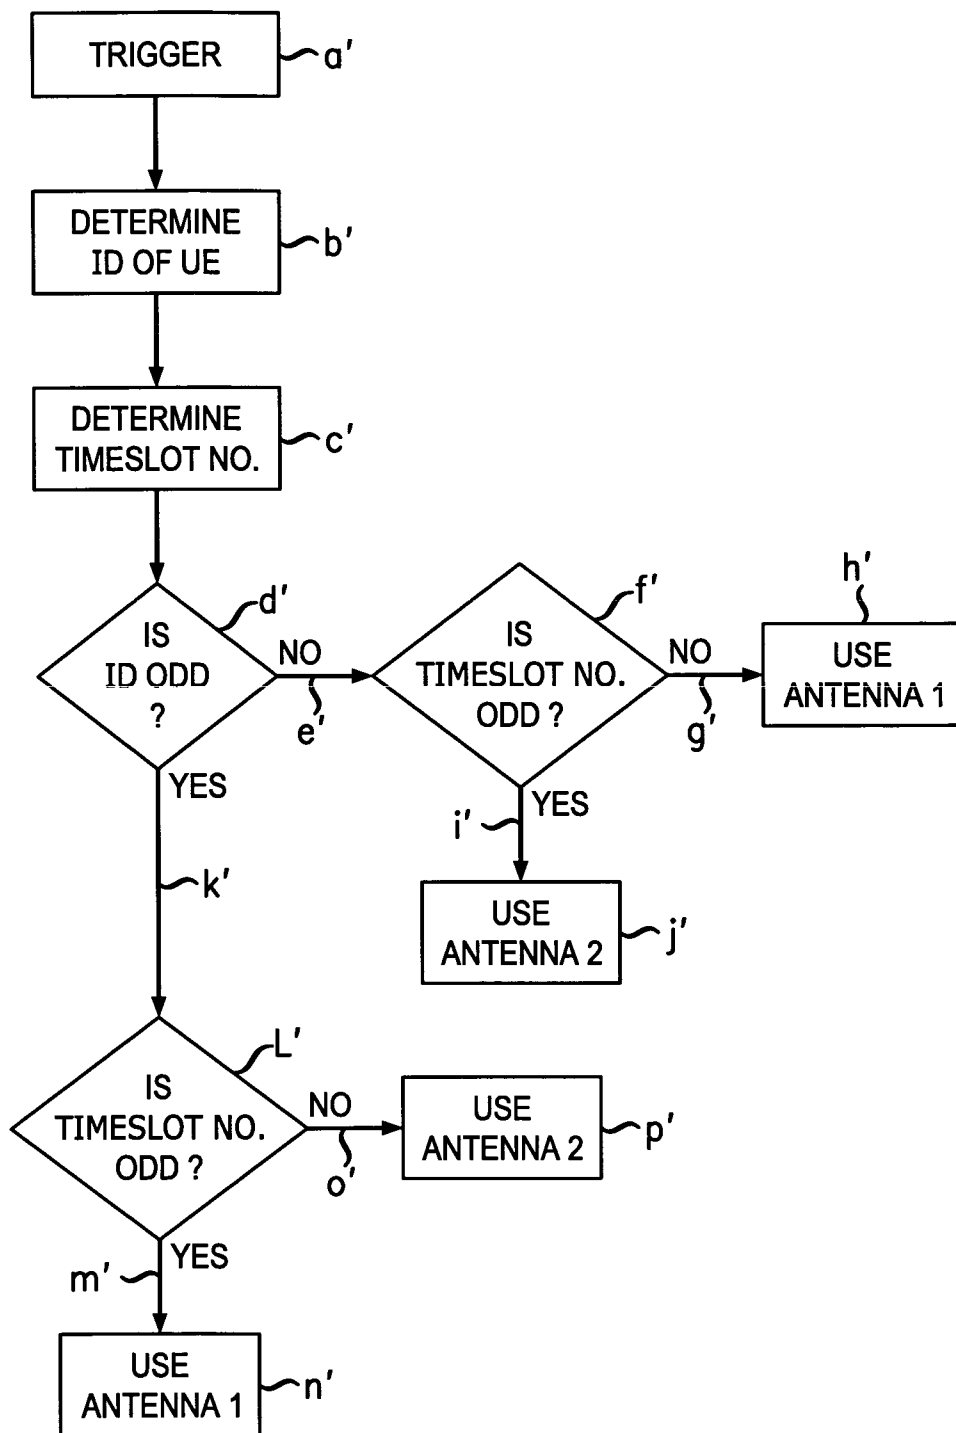 TRIGGER
a'
DETERMINE
ID OF UE
b'
DETERMINE
TIMESLOT NO.
c'
IS
ID ODD
?
d'
NO
e'
IS
TIMESLOT NO.
ODD ?
f'
NO
g'
h'
USE
ANTENNA 1
YES
i'
USE
ANTENNA 2
j'
YES
k'
IS
TIMESLOT NO.
ODD ?
L'
NO
o'
USE
ANTENNA 2
p'
YES
m'
USE
ANTENNA 1
n'